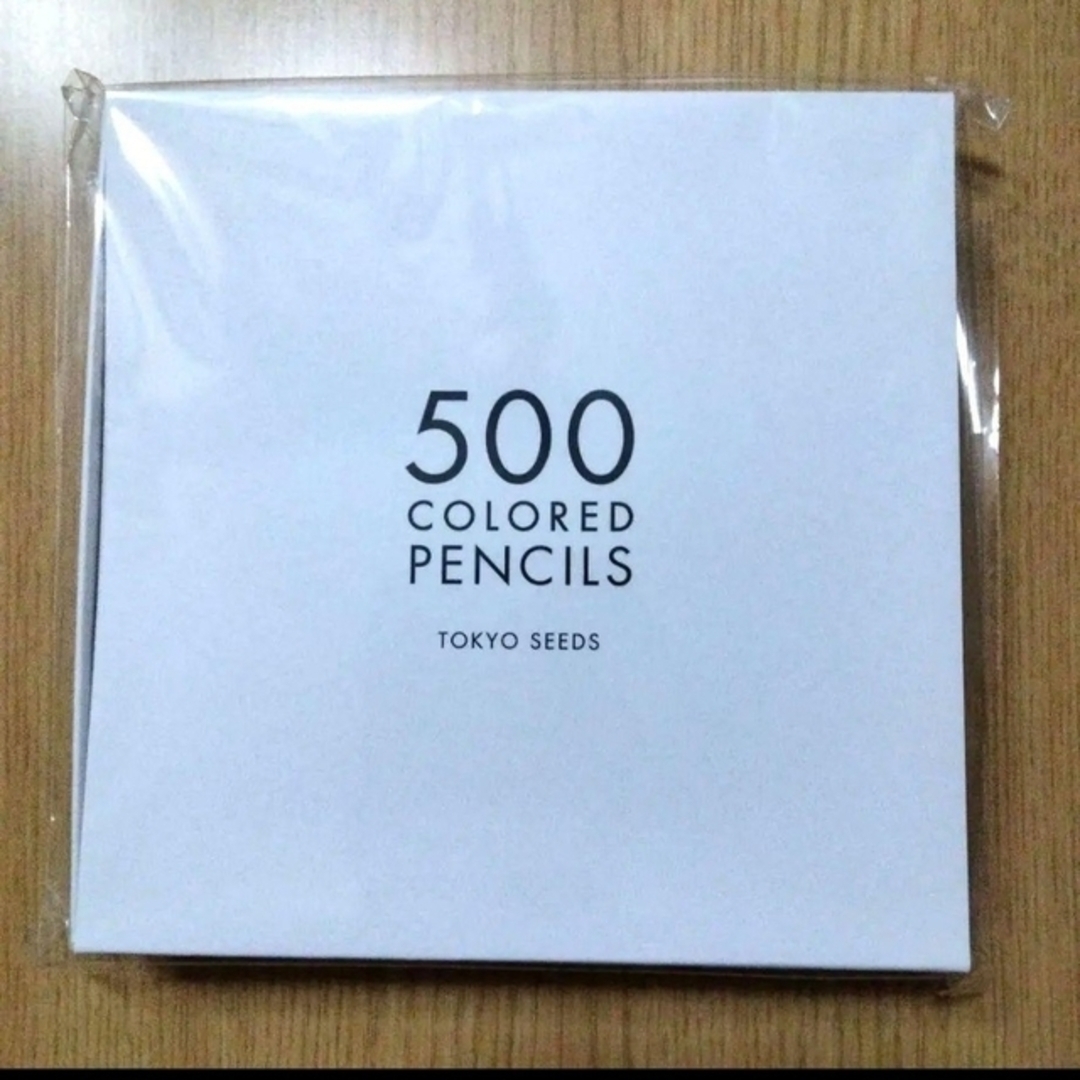 500
COLORED
PENCILS
TOKYO SEEDS